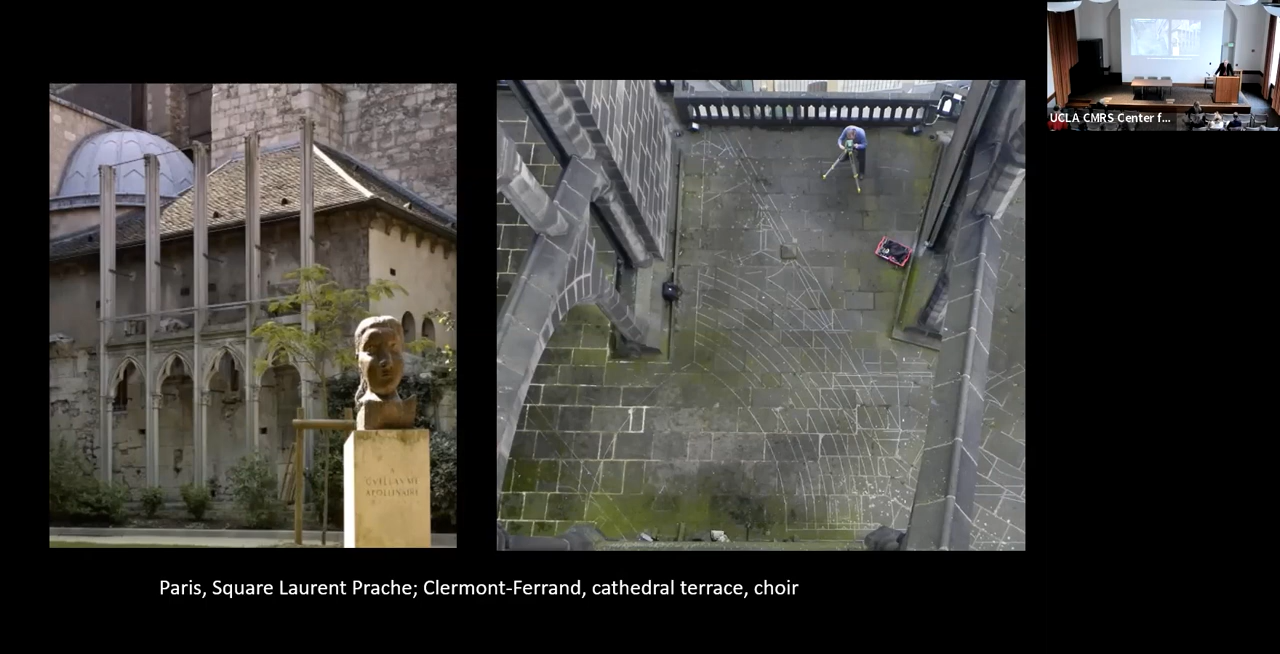 UCLA CMRS Center f...
GVILLAVME
APOLLINAIRE
Paris, Square Laurent Prache; Clermont-Ferrand, cathedral terrace, choir